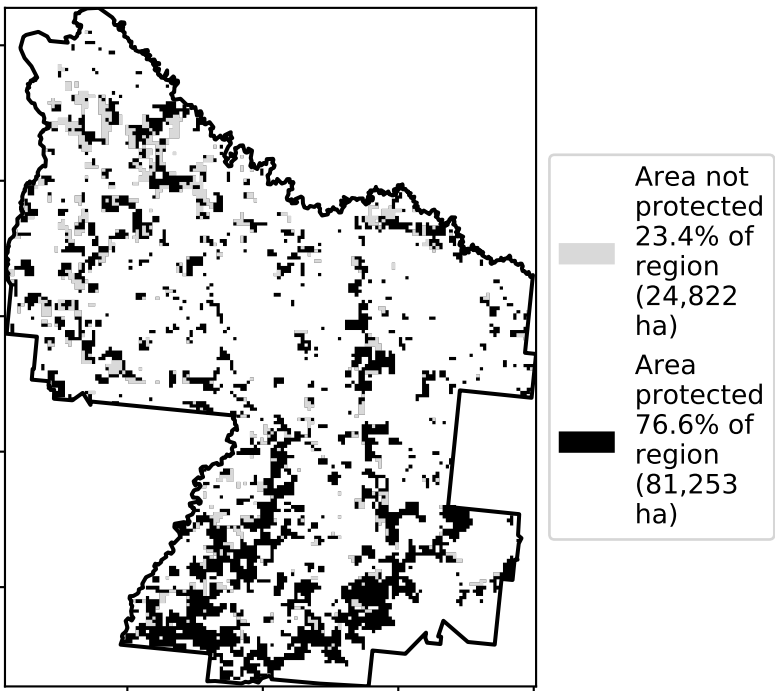 Area not
protected
23.4% of
region
(24,822
ha)
Area
protected
76.6% of
region
(81,253
ha)